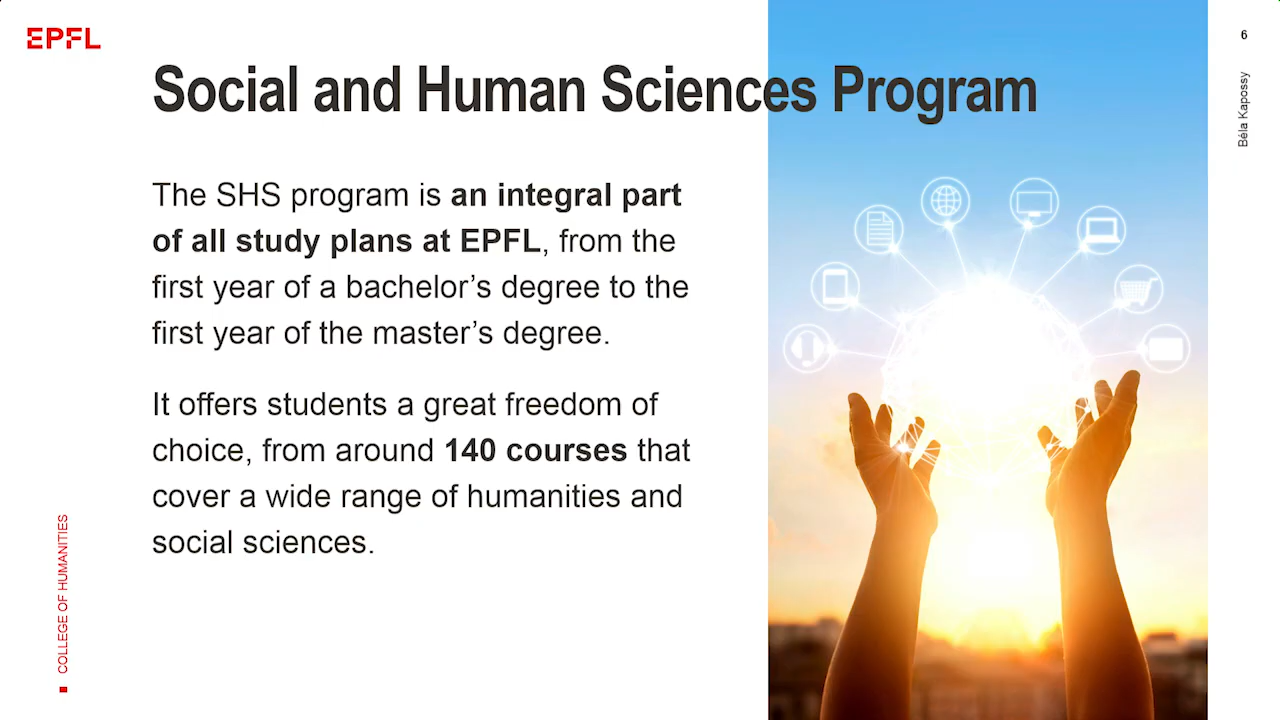 EPFL
6
Béla Kapossy
Social and Human Sciences Program
The SHS program is an integral part
of all study plans at EPFL, from the
first year of a bachelor’s degree to the
first year of the master’s degree.
It offers students a great freedom of
choice, from around 140 courses that
cover a wide range of humanities and
social sciences.
COLLEGE OF HUMANITIES